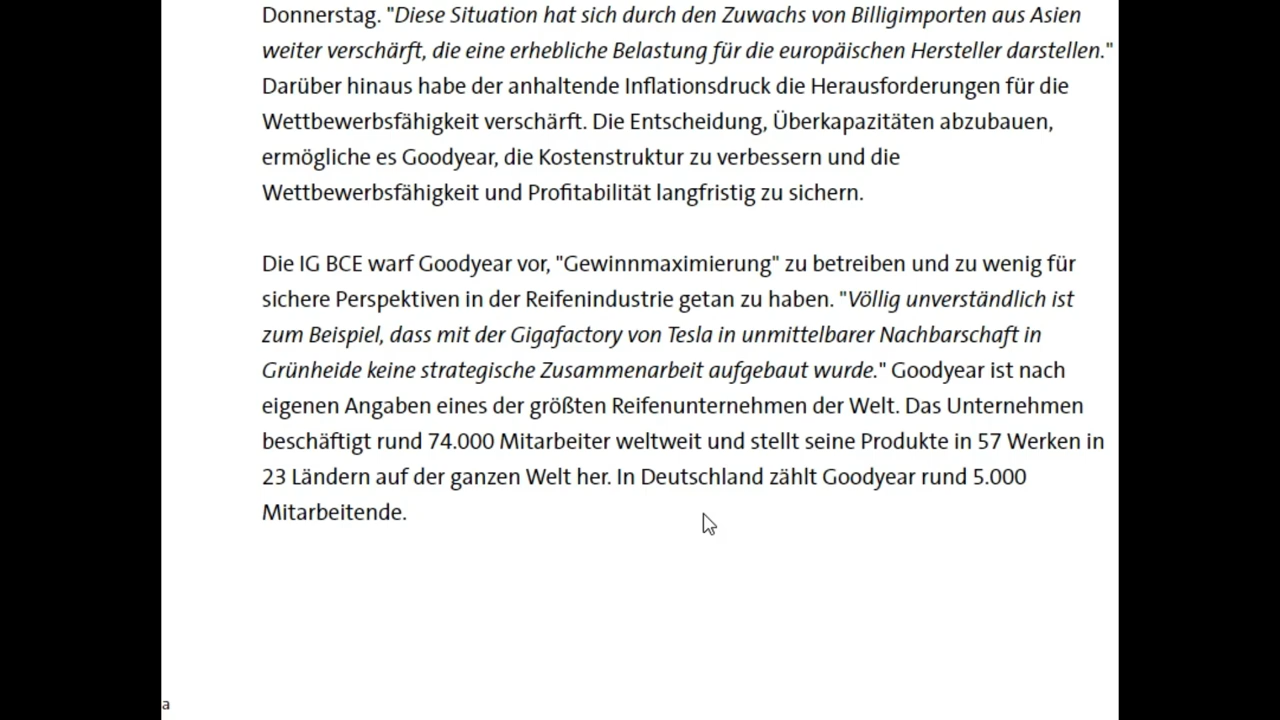 Donnerstag. "Diese Situation hat sich durch den Zuwachs von Billigimporten aus Asien
weiter verschärft, die eine erhebliche Belastung für die europäischen Hersteller darstellen."
Darüber hinaus habe der anhaltende Inflationsdruck die Herausforderungen für die
Wettbewerbsfähigkeit verschärft. Die Entscheidung, Überkapazitäten abzubauen,
ermögliche es Goodyear, die Kostenstruktur zu verbessern und die
Wettbewerbsfähigkeit und Profitabilität langfristig zu sichern.
Die IG BCE warf Goodyear vor, "Gewinnmaximierung" zu betreiben und zu wenig für
sichere Perspektiven in der Reifenindustrie getan zu haben. "Völlig unverständlich ist
zum Beispiel, dass mit der Gigafactory von Tesla in unmittelbarer Nachbarschaft in
Grünheide keine strategische Zusammenarbeit aufgebaut wurde." Goodyear ist nach
eigenen Angaben eines der größten Reifenunternehmen der Welt. Das Unternehmen
beschäftigt rund 74.000 Mitarbeiter weltweit und stellt seine Produkte in 57 Werken in
23 Ländern auf der ganzen Welt her. In Deutschland zählt Goodyear rund 5.000
Mitarbeitende.
a